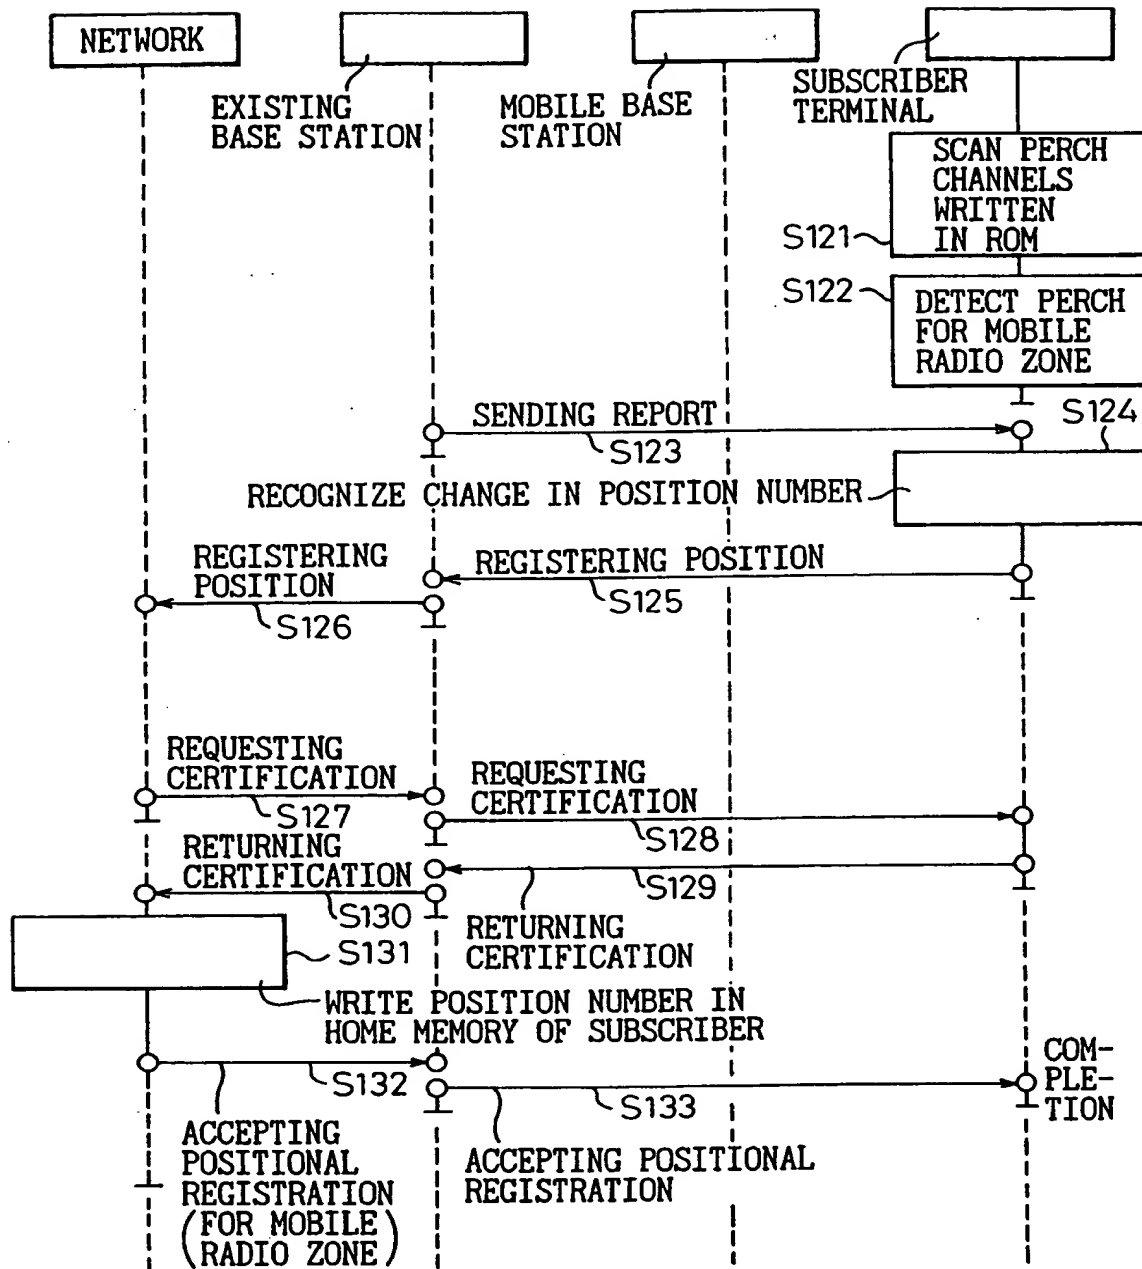 NETWORK
EXISTING
BASE STATION
MOBILE BASE
STATION
SUBSCRIBER
TERMINAL
SCAN PERCH
CHANNELS
WRITTEN
IN ROM
S121
S122
DETECT PERCH
FOR MOBILE
RADIO ZONE
SENDING REPORT
S123
S124
RECOGNIZE CHANGE IN POSITION NUMBER
REGISTERING
POSITION
REGISTERING POSITION
S125
S126
REQUESTING
CERTIFICATION
S127
REQUESTING
CERTIFICATION
S128
RETURNING
CERTIFICATION
S129
S130
RETURNING
CERTIFICATION
S131
WRITE POSITION NUMBER IN
HOME MEMORY OF SUBSCRIBER
S132
S133
COM-
PLE-
TION
ACCEPTING
POSITIONAL
REGISTRATION
(FOR MOBILE
RADIO ZONE)
ACCEPTING POSITIONAL
REGISTRATION